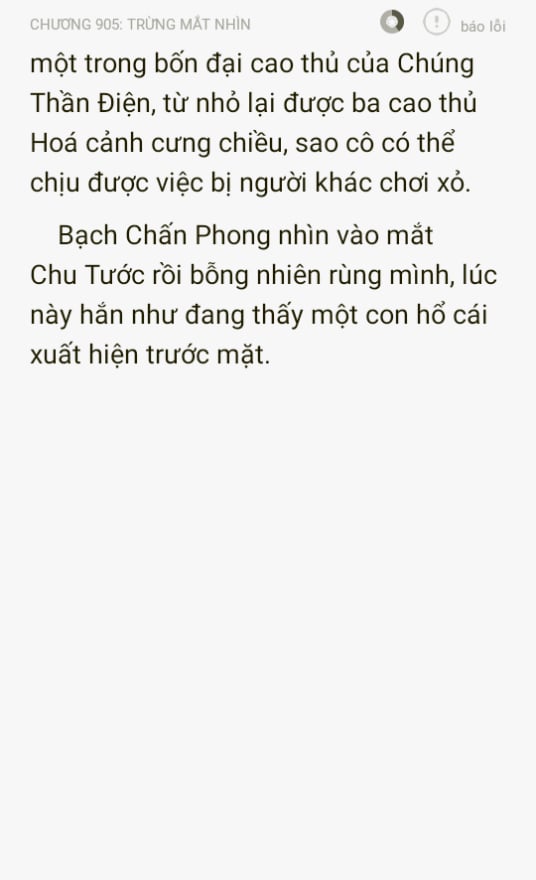 CHƯƠNG 905: TRỪNG MẮT NHÌN
báo lỗi
một trong bốn đại cao thủ của Chúng
Thần Điện, từ nhỏ lại được ba cao thủ
Hoá cảnh cưng chiều, sao cô có thể
chịu được việc bị người khác chơi xỏ.
Bạch Chấn Phong nhìn vào mắt
Chu Tước rồi bỗng nhiên rùng mình, lúc
này hắn như đang thấy một con hổ cái
xuất hiện trước mặt.